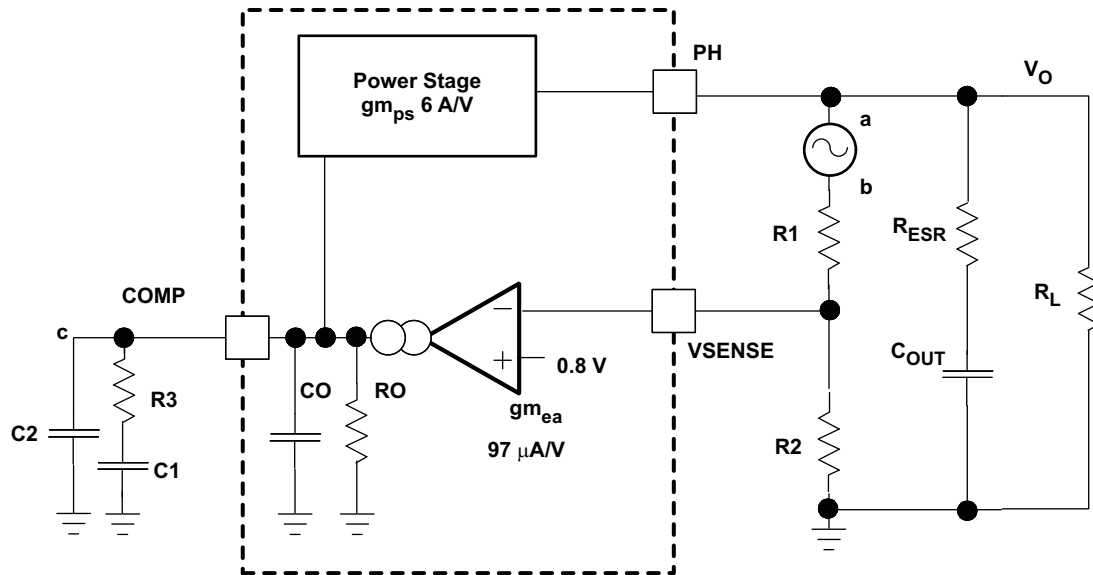 PH
Power Stage
gm_ps 6 A/V
V_O
a
b
R1
R_ESR
R_L
COMP
c
VSENSE
0.8 V
C_OUT
R3
CO
RO
gm_ea
C2
C1
97 μA/V
R2